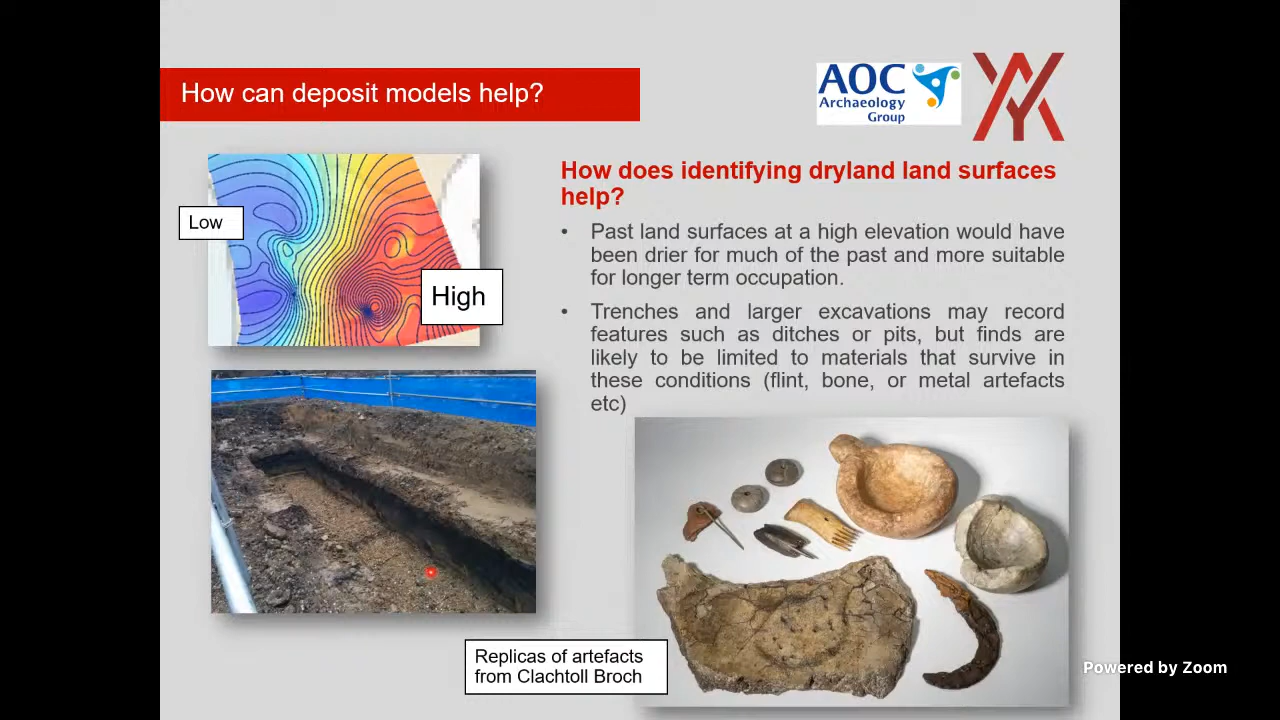 How can deposit models help?
AOC
Archaeology
Group
Low
High
How does identifying dryland land surfaces
help?
• Past land surfaces at a high elevation would have
been drier for much of the past and more suitable
for longer term occupation.
• Trenches and larger excavations may record
features such as ditches or pits, but finds are
likely to be limited to materials that survive in
these conditions (flint, bone, or metal artefacts
etc)
Replicas of artefacts
from Clachtoll Broch
Powered by Zoom